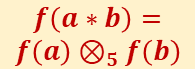 f(a * b) =
f(a) ⊗₅ f(b)